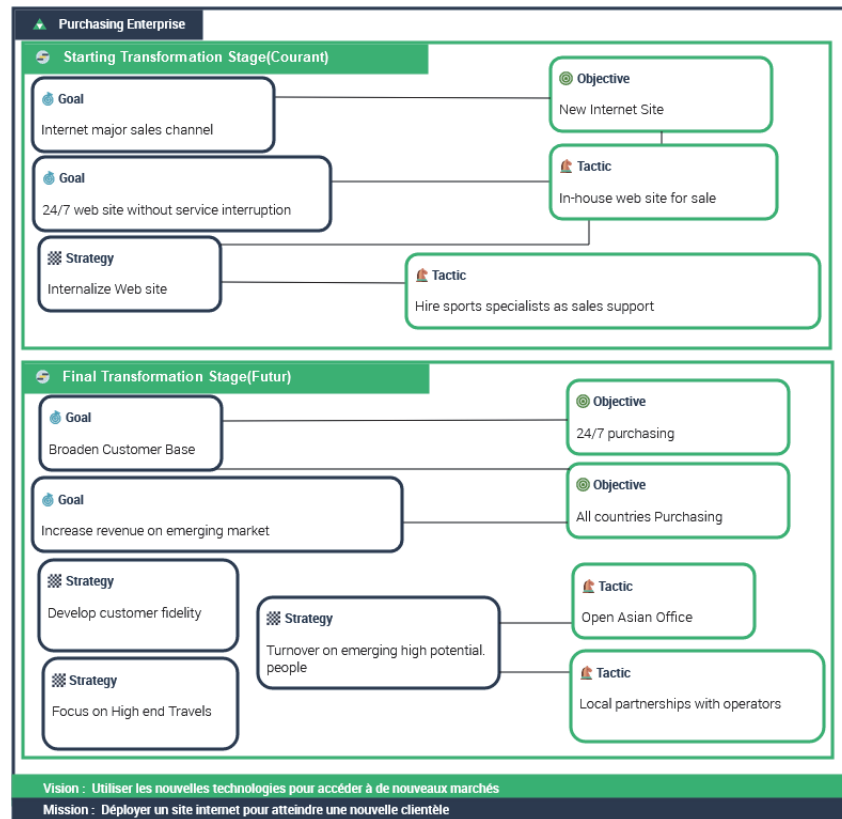 Purchasing Enterprise
Starting Transformation Stage(Courant)
Goal
Internet major sales channel
Objective
New Internet Site
Goal
24/7 web site without service interruption
Tactic
In-house web site for sale
Strategy
Internalize Web site
Tactic
Hire sports specialists as sales support
Final Transformation Stage(Futur)
Goal
Broaden Customer Base
Objective
24/7 purchasing
Goal
Increase revenue on emerging market
Objective
All countries Purchasing
Strategy
Develop customer fidelity
Strategy
Turnover on emerging high potential.
people
Tactic
Open Asian Office
Strategy
Focus on High end Travels
Tactic
Local partnerships with operators
Vision : Utiliser les nouvelles technologies pour accéder à de nouveaux marchés
Mission : Déployer un site internet pour atteindre une nouvelle clientèle